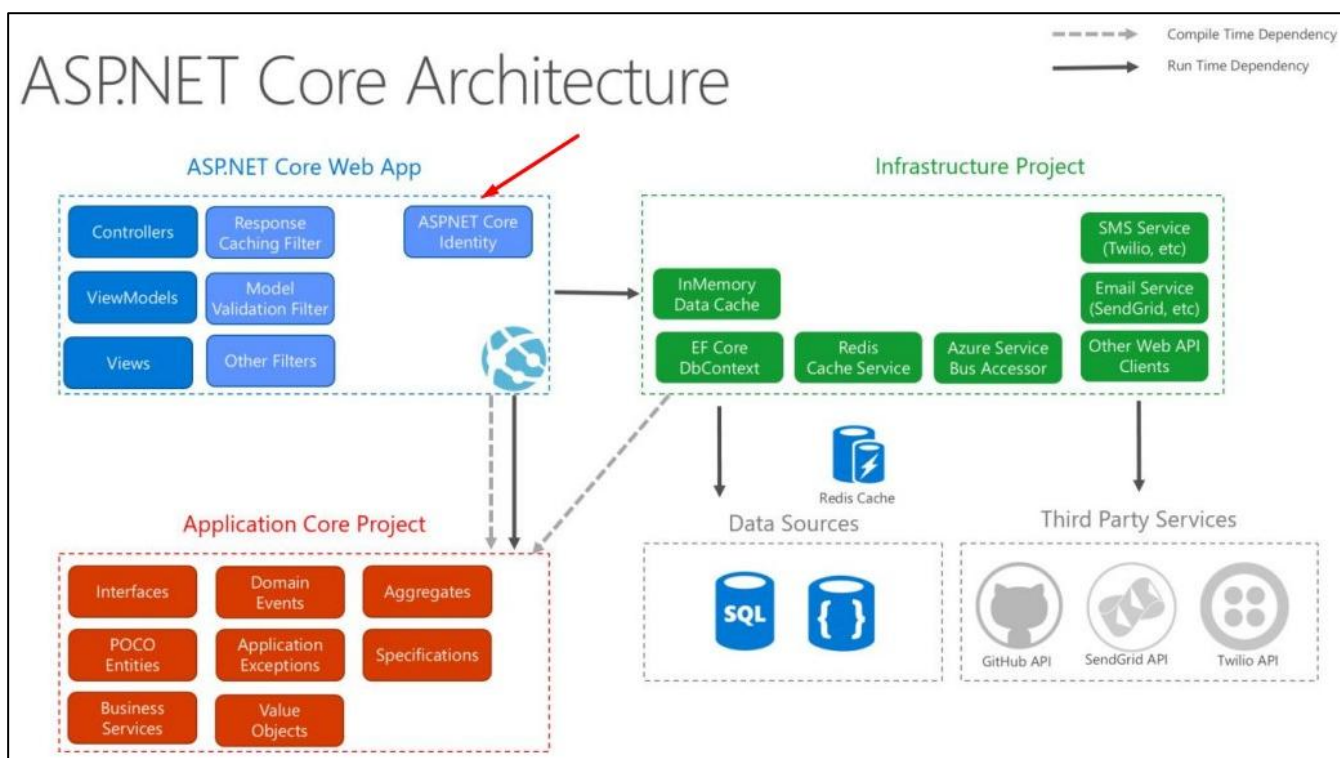 Compile Time Dependency
Run Time Dependency
ASP.NET Core Architecture
ASP.NET Core Web App
Controllers
Response
Caching Filter
ASP.NET Core
Identity
ViewModels
Model
Validation Filter
Views
Other Filters
Infrastructure Project
SMS Service
(Twilio, etc)
InMemory
Data Cache
Email Service
(SendGrid, etc)
EF Core
DbContext
Redis
Cache Service
Azure Service
Bus Accessor
Other Web API
Clients
Redis Cache
Application Core Project
Interfaces
Domain
Events
Aggregates
POCO
Entities
Application
Exceptions
Specifications
Business
Services
Value
Objects
Data Sources
SQL
{ }
Third Party Services
GitHub API
SendGrid API
Twilio API